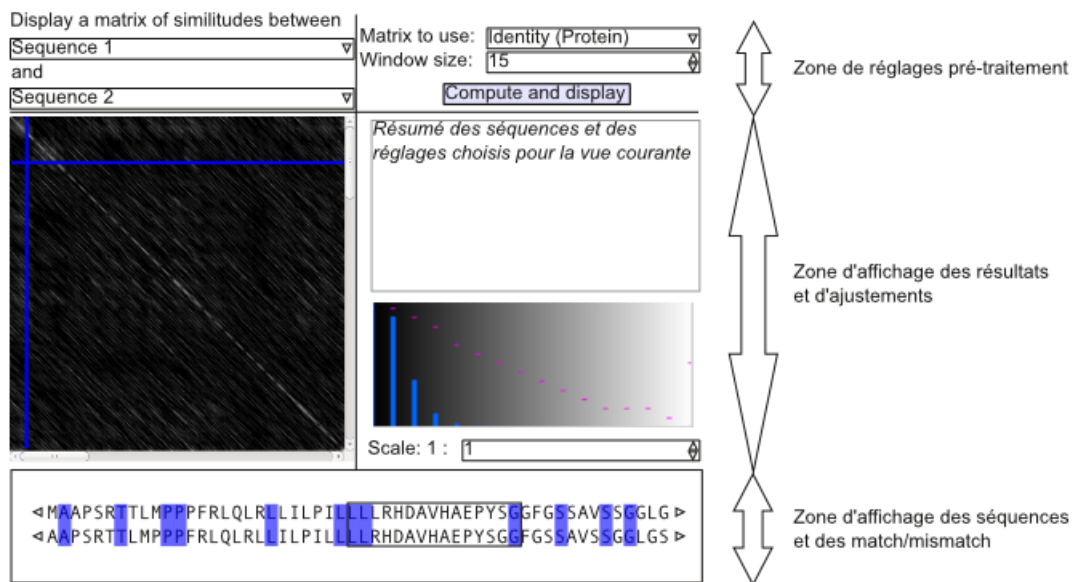 Display a matrix of similitudes between
Sequence 1
and
Sequence 2
Matrix to use: Identity (Protein)
Window size: 15
Compute and display
Zone de réglages pré-traitement
Résumé des séquences et des
réglages choisis pour la vue courante
Zone d'affichage des résultats
et d'ajustements
Scale: 1 : 1
MAAPSRTTLMPPPFRLQLRLLILPILLLLRHDAVHAEPYSGGFGSSAVSSGGLG
AAPSRTTLMPPPFRLQLRLLILPILLLLRHDAVHAEPYSGGFGSSAVSSGGLGS
Zone d'affichage des séquences
et des match/mismatch